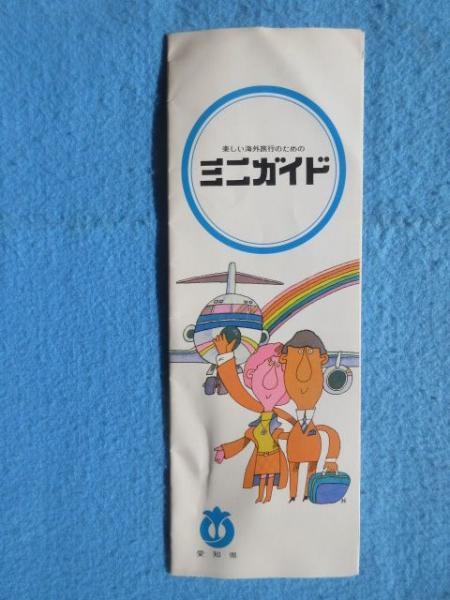 楽しい海外旅行のための
ミニガイド
愛知県